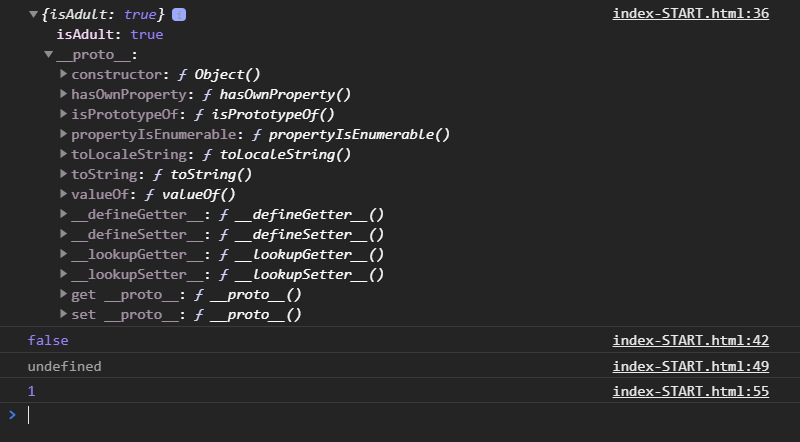 ▼{isAdult: true} i index-START.html:36
isAdult: true
▼__proto__:
▶constructor: ƒ Object()
▶hasOwnProperty: ƒ hasOwnProperty()
▶isPrototypeOf: ƒ isPrototypeOf()
▶propertyIsEnumerable: ƒ propertyIsEnumerable()
▶toLocaleString: ƒ toLocaleString()
▶toString: ƒ toString()
▶valueOf: ƒ valueOf()
▶__defineGetter__: ƒ __defineGetter__()
▶__defineSetter__: ƒ __defineSetter__()
▶__lookupGetter__: ƒ __lookupGetter__()
▶__lookupSetter__: ƒ __lookupSetter__()
▶get __proto__: ƒ __proto__()
▶set __proto__: ƒ __proto__()
false index-START.html:42
undefined index-START.html:49
1 index-START.html:55
>